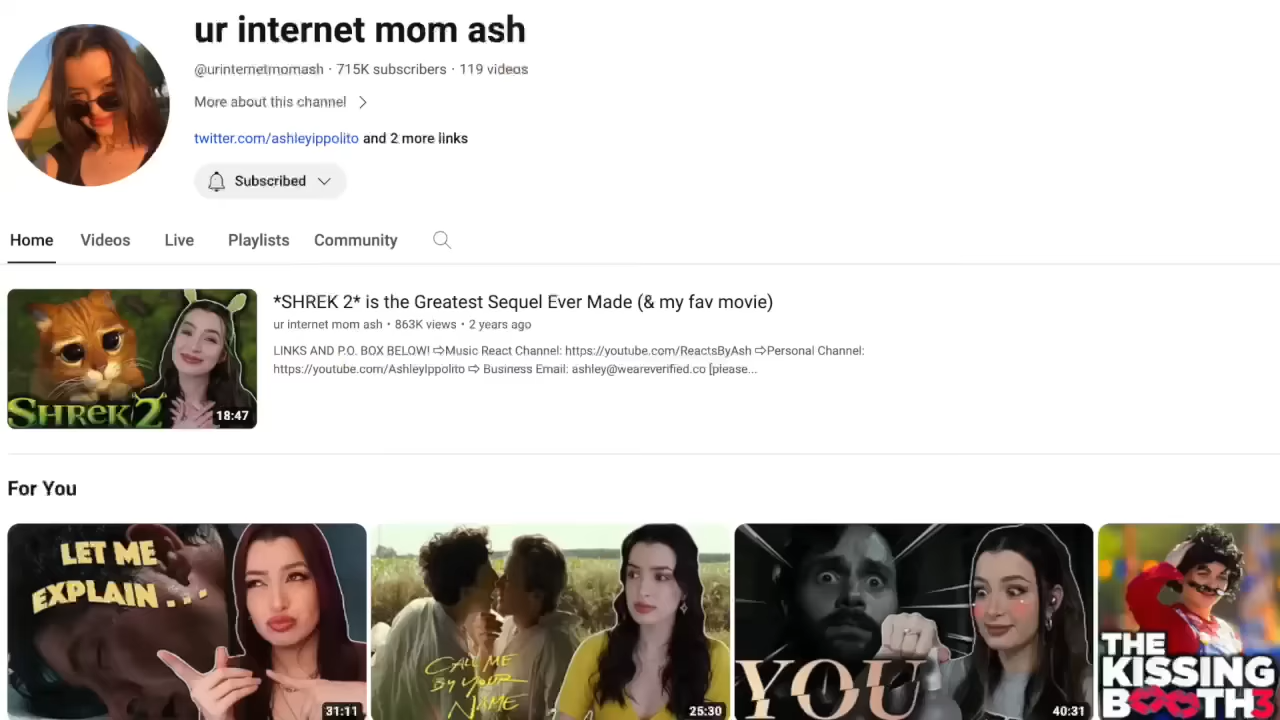 ur internet mom ash
@urinternetmomash · 715K subscribers · 119 videos
More about this channel
twitter.com/ashleyippolito and 2 more links
Subscribed
Home Videos Live Playlists Community
*SHREK 2* is the Greatest Sequel Ever Made (& my fav movie)
ur internet mom ash • 863K views • 2 years ago
LINKS AND P.O. BOX BELOW! ⇨Music React Channel: https://youtube.com/ReactsByAsh ⇨Personal Channel:
https://youtube.com/AshleyIppolito ⇨ Business Email: ashley@weareverified.co [please...
SHREK 2
18:47
For You
LET ME
EXPLAIN...
31:11
CALL ME
BY YOUR
NAME
25:30
YOU
40:31
THE
KISSING
BOOTH3